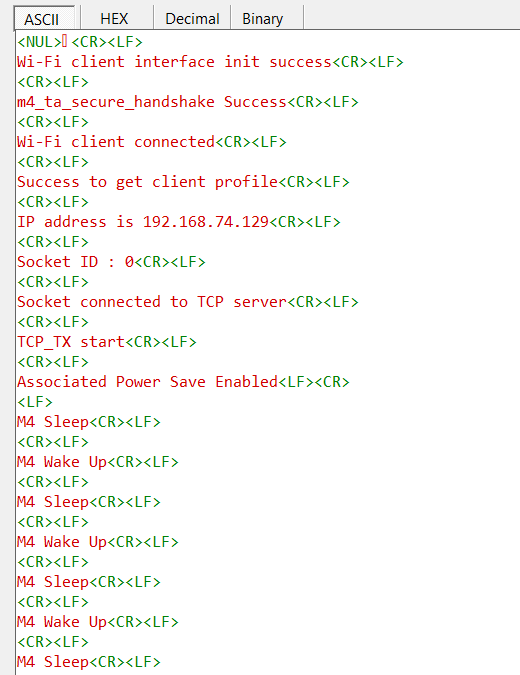 ASCII HEX Decimal Binary
<NUL><CR><LF>
Wi-Fi client interface init success<CR><LF>
<CR><LF>
m4_ta_secure_handshake Success<CR><LF>
<CR><LF>
Wi-Fi client connected<CR><LF>
<CR><LF>
Success to get client profile<CR><LF>
<CR><LF>
IP address is 192.168.74.129<CR><LF>
<CR><LF>
Socket ID : 0<CR><LF>
<CR><LF>
Socket connected to TCP server<CR><LF>
<CR><LF>
TCP_TX start<CR><LF>
<CR><LF>
Associated Power Save Enabled<LF><CR>
<LF>
M4 Sleep<CR><LF>
<CR><LF>
M4 Wake Up<CR><LF>
<CR><LF>
M4 Sleep<CR><LF>
<CR><LF>
M4 Wake Up<CR><LF>
<CR><LF>
M4 Sleep<CR><LF>
<CR><LF>
M4 Wake Up<CR><LF>
<CR><LF>
M4 Sleep<CR><LF>